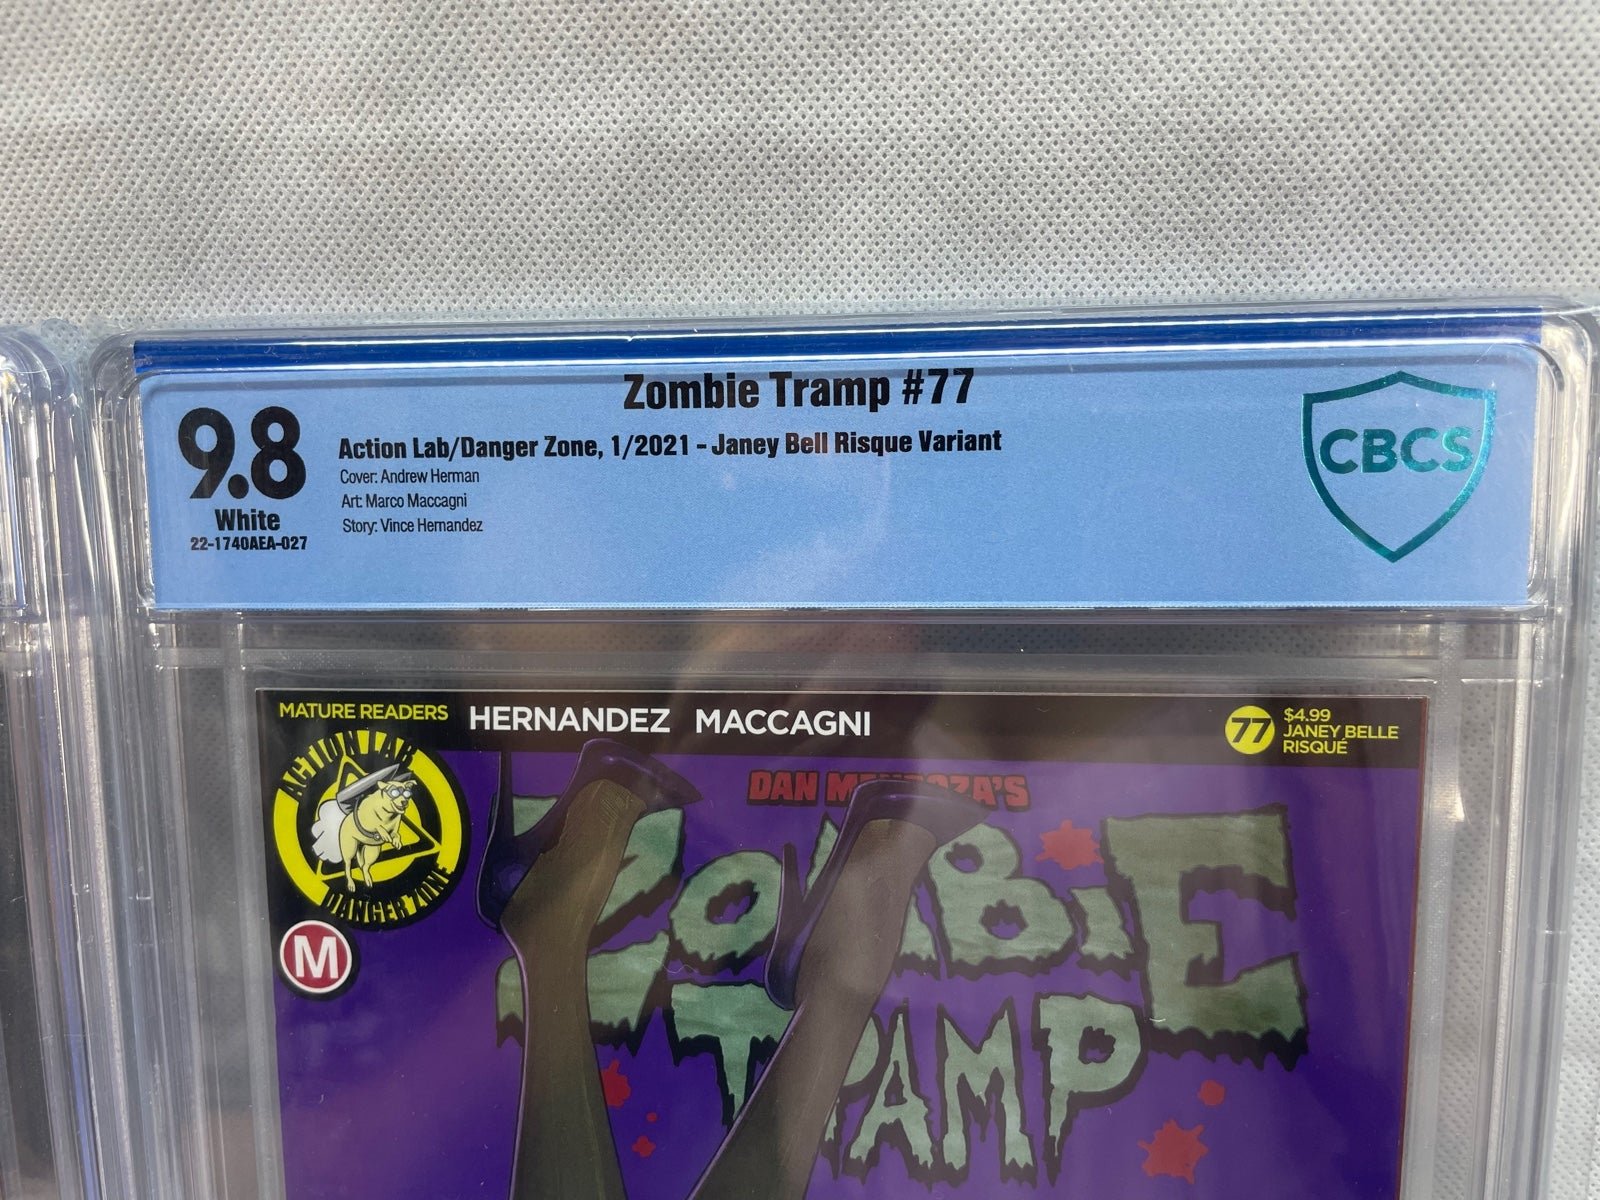 Zombie Tramp #77
9.8
White
22-1740AEA-027
Action Lab/Danger Zone, 1/2021 - Janey Bell Risque Variant
Cover: Andrew Herman
Art: Marco Maccagni
Story: Vince Hernandez
CBCS
MATURE READERS
HERNANDEZ MACCAGNI
77
$4.99
JANEY BELLE
RISQUÉ
ACTION LAB
DANGER ZONE
M
DAN MENDOZA'S
ZOMBiE
TRAMP